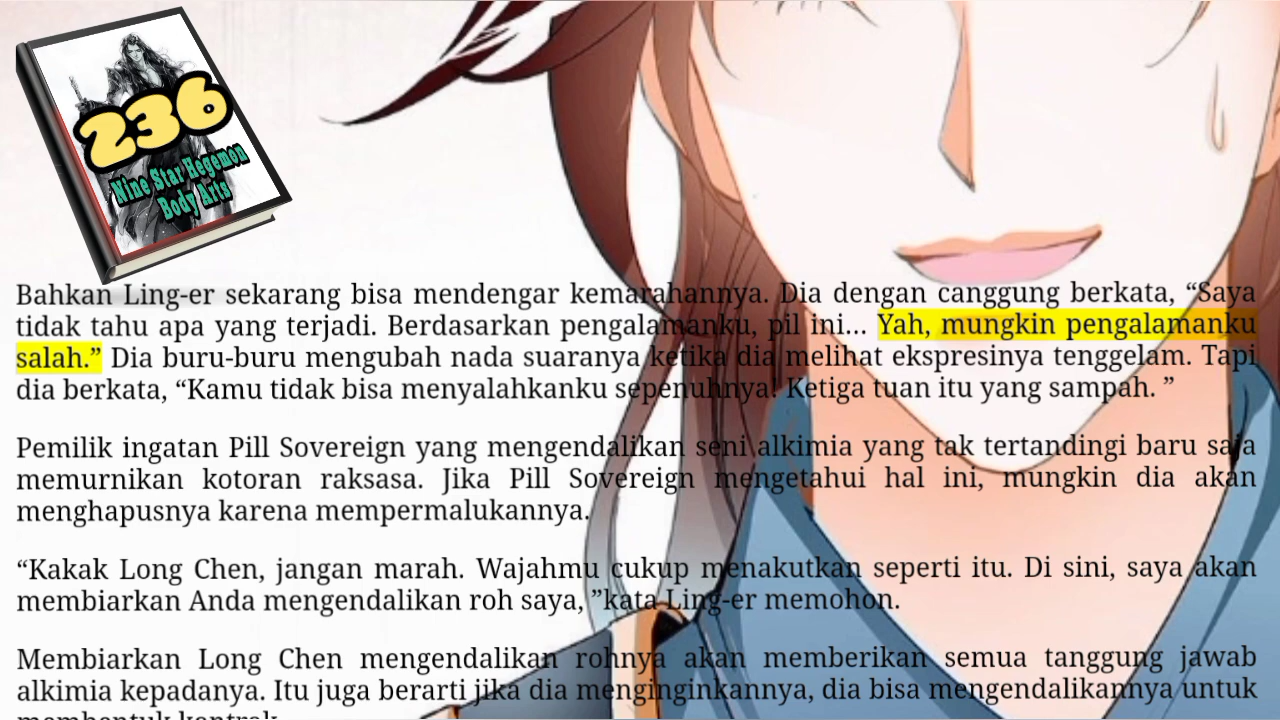 236
Nine Star Hegemon
Body Arts
Bahkan Ling-er sekarang bisa mendengar kemarahannya. Dia dengan canggung berkata, “Saya
tidak tahu apa yang terjadi. Berdasarkan pengalamanku, pil ini... Yah, mungkin pengalamanku
salah.” Dia buru-buru mengubah nada suaranya ketika dia melihat ekspresinya tenggelam. Tapi
dia berkata, “Kamu tidak bisa menyalahkanku sepenuhnya! Ketiga tuan itu yang sampah. ”
Pemilik ingatan Pill Sovereign yang mengendalikan seni alkimia yang tak tertandingi baru saja
memurnikan kotoran raksasa. Jika Pill Sovereign mengetahui hal ini, mungkin dia akan
menghapusnya karena mempermalukannya.
“Kakak Long Chen, jangan marah. Wajahmu cukup menakutkan seperti itu. Di sini, saya akan
membiarkan Anda mengendalikan roh saya, ”kata Ling-er memohon.
Membiarkan Long Chen mengendalikan rohnya akan memberikan semua tanggung jawab
alkimia kepadanya. Itu juga berarti jika dia menginginkannya, dia bisa mengendalikannya untuk
membentuk kontrak